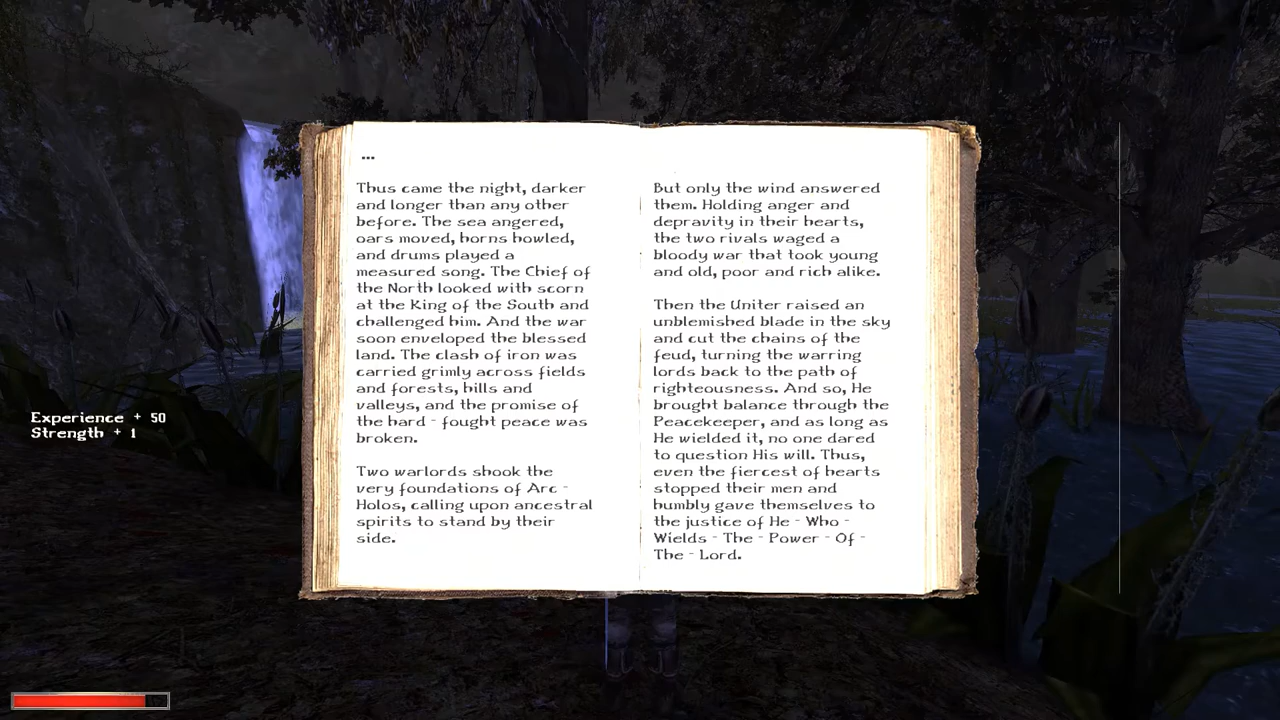 ...
Thus came the night, darker
and longer than any other
before. The sea angered,
oars moved, horns howled,
and drums played a
measured song. The Chief of
the North looked with scorn
at the King of the South and
challenged him. And the war
soon enveloped the blessed
land. The clash of iron was
carried grimly across fields
and forests, hills and
valleys, and the promise of
the hard - fought peace was
broken.
Two warlords shook the
very foundations of Arc -
Holos, calling upon ancestral
spirits to stand by their
side.
But only the wind answered
them. Holding anger and
depravity in their hearts,
the two rivals waged a
bloody war that took young
and old, poor and rich alike.
Then the Uniter raised an
unblemished blade in the sky
and cut the chains of the
feud, turning the warring
lords back to the path of
righteousness. And so, He
brought balance through the
Peacekeeper, and as long as
He wielded it, no one dared
to question His will. Thus,
even the fiercest of hearts
stopped their men and
humbly gave themselves to
the justice of He - Who -
Wields - The - Power - Of -
The - Lord.
Experience + 50
Strength + 1